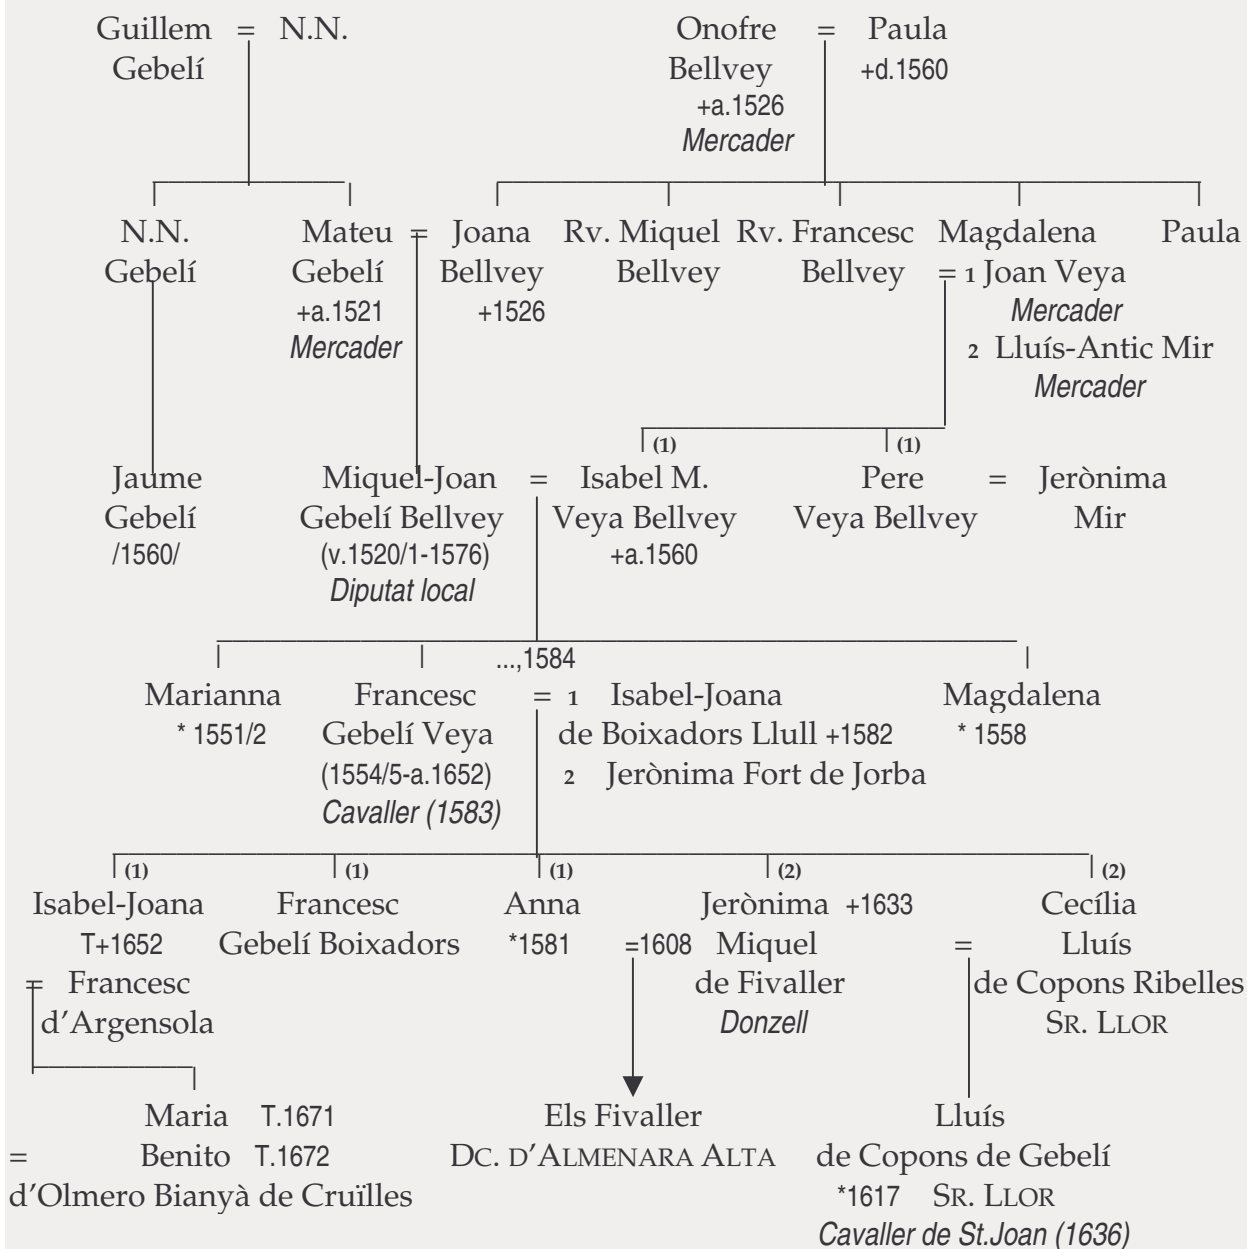 Guillem = N.N. Onofre = Paula
Gebelí Bellvey +d.1560
+a.1526
Mercader
N.N. Mateu = Joana Rv. Miquel Rv. Francesc Magdalena Paula
Gebelí Gebelí Bellvey Bellvey Bellvey = 1 Joan Veya
+a.1521 +1526 Mercader
Mercader 2 Lluís-Antic Mir
Mercader
(1) (1)
Jaume Miquel-Joan = Isabel M. Pere = Jerònima
Gebelí Gebelí Bellvey Veya Bellvey Veya Bellvey Mir
/1560/ (v.1520/1-1576) +a.1560
Diputat local
...,1584
Marianna Francesc = 1 Isabel-Joana Magdalena
* 1551/2 Gebelí Veya de Boixadors Llull +1582 * 1558
(1554/5-a.1652) 2 Jerònima Fort de Jorba
Cavaller (1583)
(1) (1) (1) (2) (2)
Isabel-Joana Francesc Anna Jerònima +1633 Cecília
T+1652 Gebelí Boixadors *1581 =1608 Miquel = Lluís
= Francesc de Fivaller de Copons Ribelles
d'Argensola Donzell SR. LLOR
Maria T.1671 Els Fivaller Lluís
= Benito T.1672 DC. D'ALMENARA ALTA de Copons de Gebelí
d'Olmero Bianyà de Cruïlles *1617 SR. LLOR
Cavaller de St.Joan (1636)